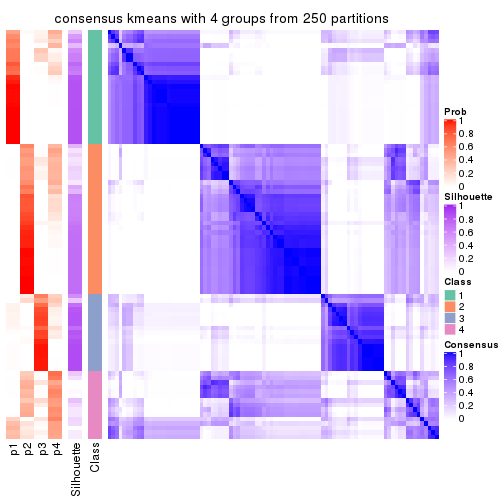 consensus kmeans with 4 groups from 250 partitions
Prob
1
0.8
0.6
0.4
0.2
0
Silhouette
1
0.8
0.6
0.4
0.2
0
Class
1
2
3
4
Consensus
1
0.8
0.6
0.4
0.2
0
p1
p2
p3
p4
Silhouette
Class